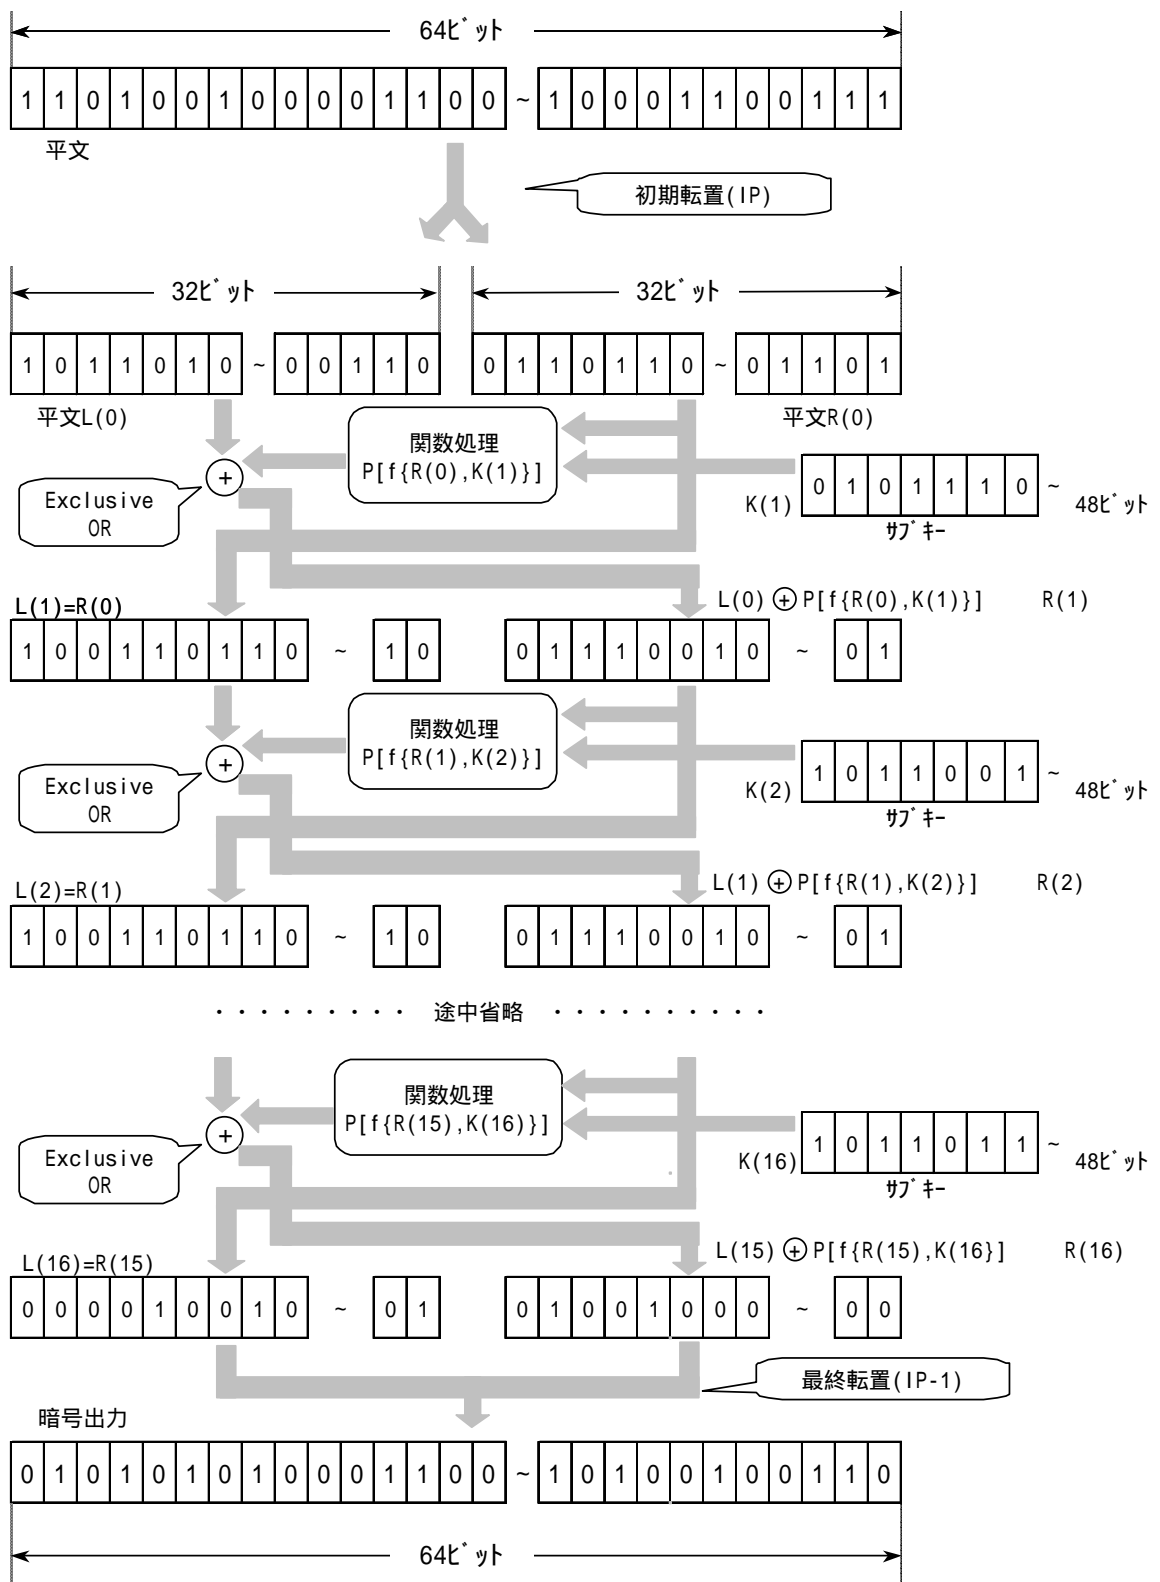 64ﾋﾞｯﾄ
1 1 0 1 0 0 1 0 0 0 0 1 1 0 0 ~ 1 0 0 0 1 1 0 0 1 1 1
平文
初期転置(IP)
32ﾋﾞｯﾄ 32ﾋﾞｯﾄ
1 0 1 1 0 1 0 ~ 0 0 1 1 0 0 1 1 0 1 1 0 ~ 0 1 1 0 1
平文L(0) 平文R(0)
関数処理
P[f{R(0),K(1)}]
+
Exclusive
OR
K(1) 0 1 0 1 1 1 0 ~ 48ﾋﾞｯﾄ
ｻﾌﾞｷｰ
L(1)=R(0) L(0)⊕P[f{R(0),K(1)}] R(1)
1 0 0 1 1 0 1 1 0 ~ 1 0 0 1 1 1 0 0 1 0 ~ 0 1
関数処理
P[f{R(1),K(2)}]
+
Exclusive
OR
K(2) 1 0 1 1 0 0 1 ~ 48ﾋﾞｯﾄ
ｻﾌﾞｷｰ
L(2)=R(1) L(1)⊕P[f{R(1),K(2)}] R(2)
1 0 0 1 1 0 1 1 0 ~ 1 0 0 1 1 1 0 0 1 0 ~ 0 1
・・・・・・・・・ 途中省略 ・・・・・・・・・・
関数処理
P[f{R(15),K(16)}]
+
Exclusive
OR
K(16) 1 0 1 1 0 1 1 ~ 48ﾋﾞｯﾄ
ｻﾌﾞｷｰ
L(16)=R(15) L(15)⊕P[f{R(15),K(16}] R(16)
0 0 0 0 1 0 0 1 0 ~ 0 1 0 1 0 0 1 0 0 0 ~ 0 0
最終転置(IP-1)
暗号出力
0 1 0 1 0 1 0 1 0 0 0 1 1 0 0 ~ 1 0 1 0 0 1 0 0 1 1 0
64ﾋﾞｯﾄ